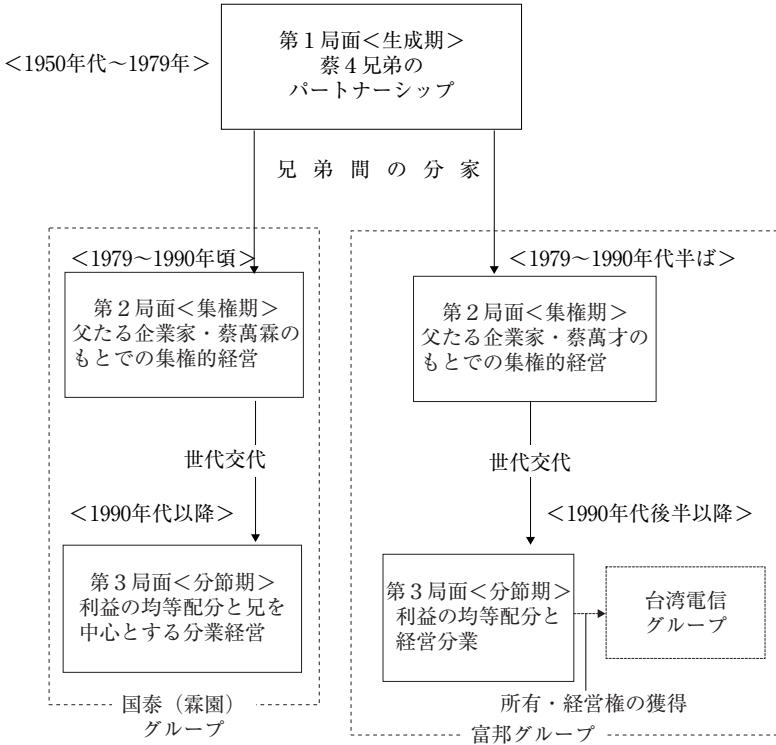 第１局面＜生成期＞
蔡４兄弟の
パートナーシップ
＜1950年代～1979年＞
兄弟間の分家
＜1979～1990年頃＞
第２局面＜集権期＞
父たる企業家・蔡萬霖の
もとでの集権的経営
世代交代
＜1990年代以降＞
第３局面＜分節期＞
利益の均等配分と兄を
中心とする分業経営
国泰（霖園）
グループ
＜1979～1990年代半ば＞
第２局面＜集権期＞
父たる企業家・蔡萬才の
もとでの集権的経営
世代交代
＜1990年代後半以降＞
第３局面＜分節期＞
利益の均等配分と
経営分業
台湾電信
グループ
所有・経営権の獲得
富邦グループ